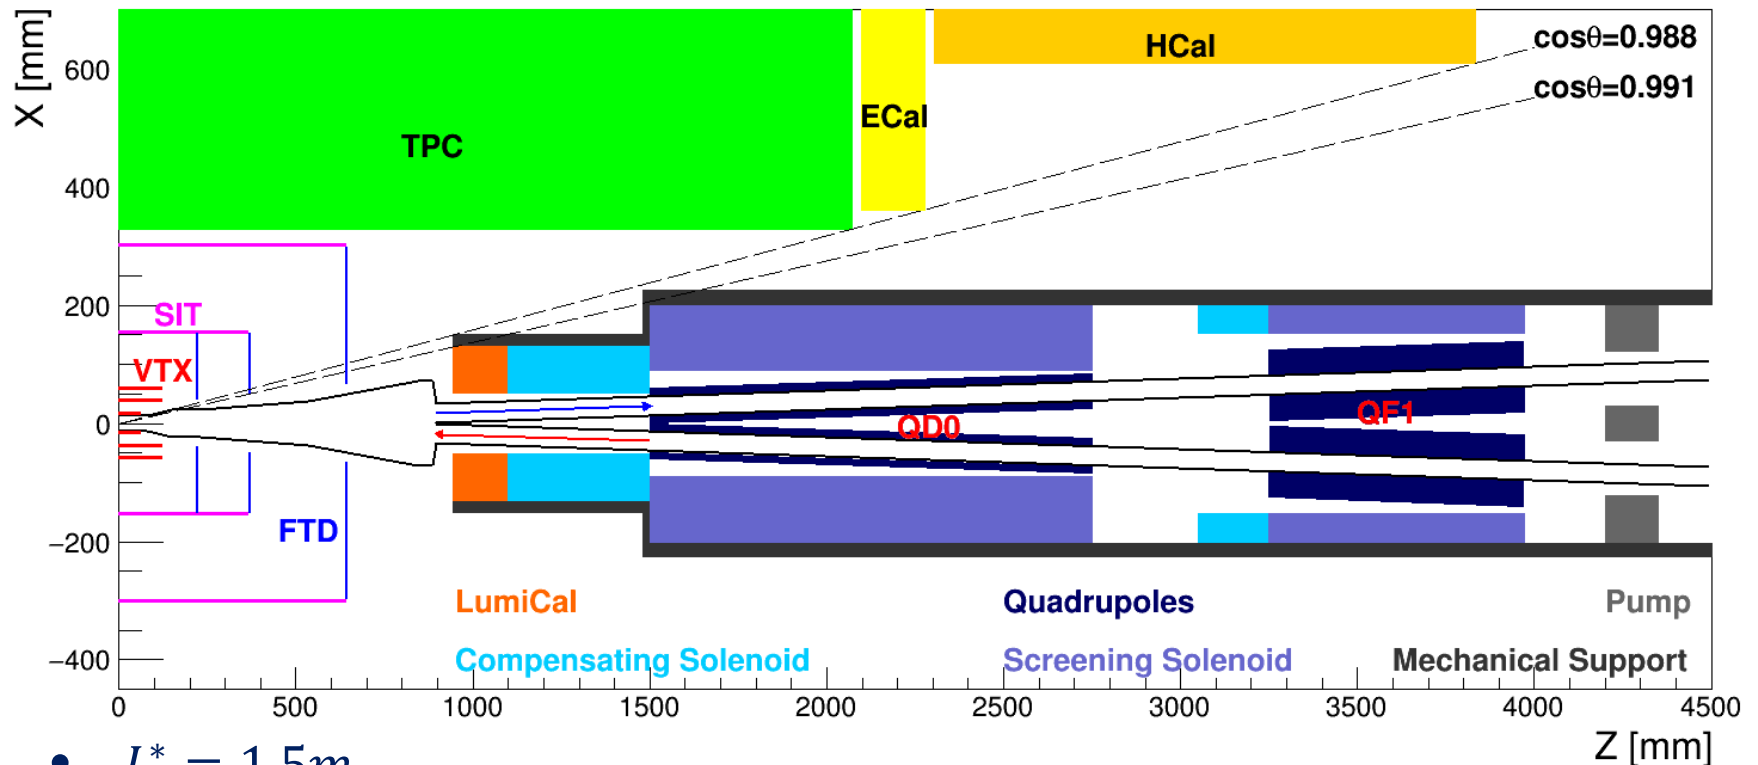 X [mm]
600
400
200
0
−200
−400
TPC
ECal
HCal
cosθ=0.988
cosθ=0.991
SIT
VTX
FTD
QD0
QF1
LumiCal
Quadrupoles
Pump
Compensating Solenoid
Screening Solenoid
Mechanical Support
0 500 1000 1500 2000 2500 3000 3500 4000 4500
Z [mm]
• L* = 1.5m